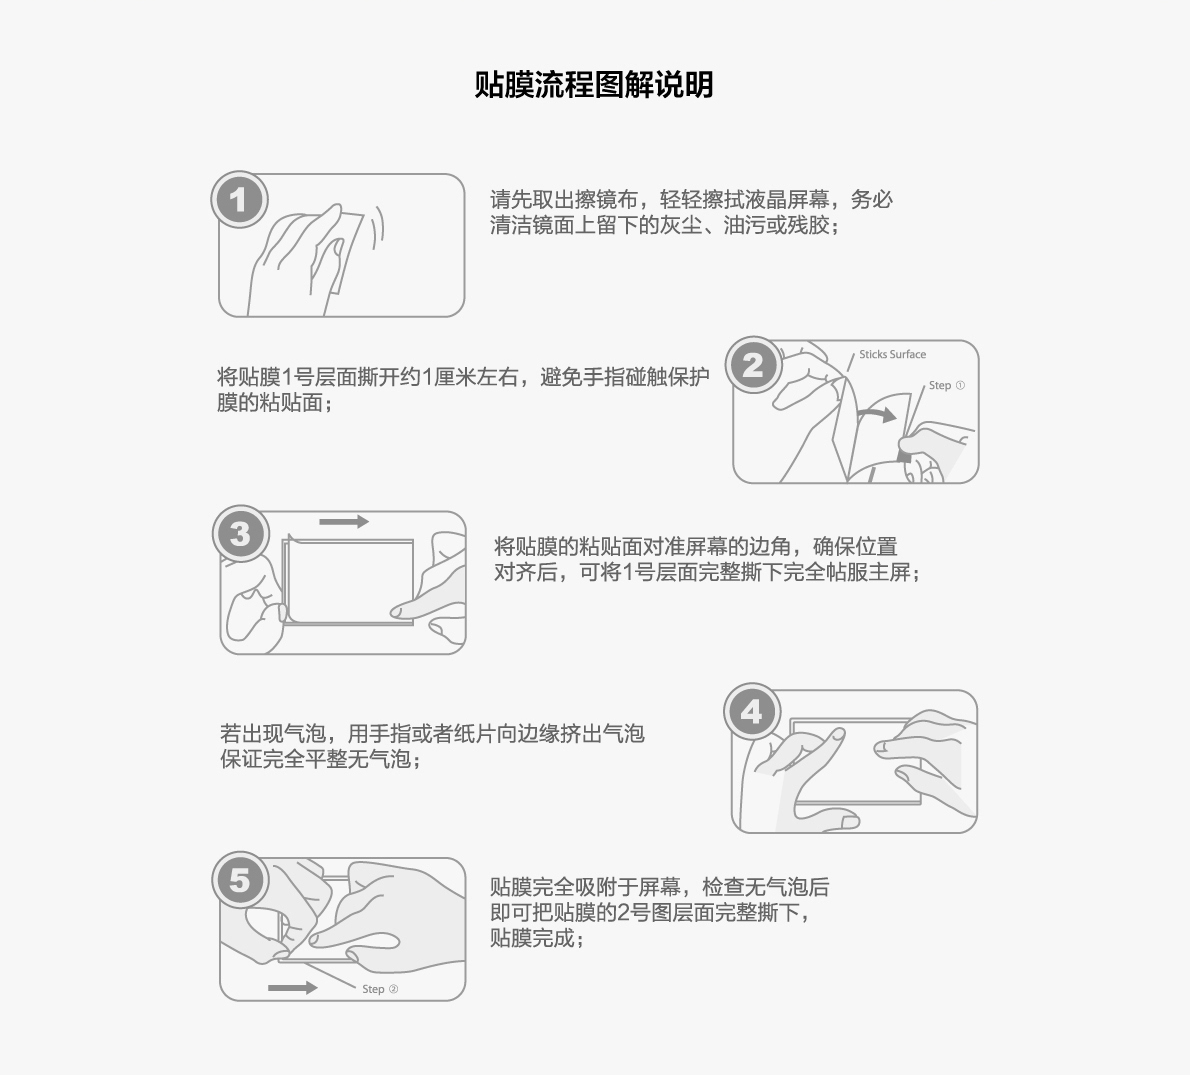 贴膜流程图解说明
1
请先取出擦镜布，轻轻擦拭液晶屏幕，务必
清洁镜面上留下的灰尘、油污或残胶；
将贴膜1号层面撕开约1厘米左右，避免手指碰触保护
膜的粘贴面；
2
Sticks Surface
Step ①
3
将贴膜的粘贴面对准屏幕的边角，确保位置
对齐后，可将1号层面完整撕下完全帖服主屏；
若出现气泡，用手指或者纸片向边缘挤出气泡
保证完全平整无气泡；
4
5
贴膜完全吸附于屏幕，检查无气泡后
即可把贴膜的2号图层面完整撕下，
贴膜完成；
Step ②